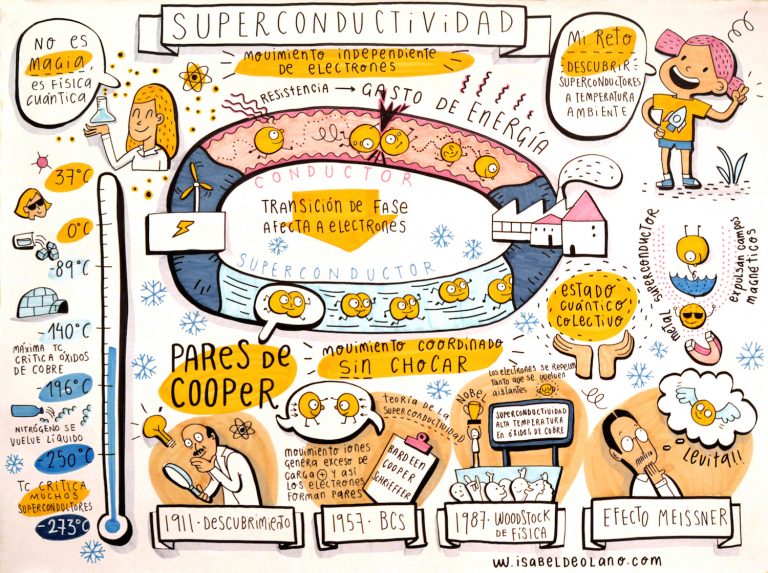 SUPERCONDUCTIVIDAD
NO ES
MAGIA,
ES FÍSICA
CUÁNTICA
MOVIMIENTO INDEPENDIENTE
DE ELECTRONES
RESISTENCIA → GASTO DE ENERGÍA
MI RETO
DESCUBRIR
SUPERCONDUCTORES
A TEMPERATURA
AMBIENTE
CONDUCTOR
TRANSICIÓN DE FASE
AFECTA A ELECTRONES
SUPERCONDUCTOR
37°C
0°C
-89°C
-140°C
MÁXIMA TC
CRÍTICA ÓXIDOS
DE COBRE
-196°C
NITRÓGENO SE
VUELVE LÍQUIDO
-250°C
TC CRÍTICA
MUCHOS
SUPERCONDUCTORES
-273°C
SUPERCONDUCTOR
METAL
EXPULSAN CAMPOS
MAGNÉTICOS
ESTADO
CUÁNTICO
COLECTIVO
PARES DE
COOPER
MOVIMIENTO COORDINADO
SIN CHOCAR
TEORÍA DE LA
SUPERCONDUCTIVIDAD
MOVIMIENTO IONES
GENERA EXCESO DE
CARGA + Y ASÍ
LOS ELECTRONES
FORMAN PARES
BARDEEN
COOPER
SCHRIEFFER
LOS ELECTRONES SE REPELEN
TANTO QUE SE VUELVEN
AISLANTES
NOBEL
SUPERCONDUCTIVIDAD
ALTA TEMPERATURA
EN ÓXIDOS DE COBRE
LEVITA!!
1911 · DESCUBRIMIENTO
1957 · BCS
1987 · WOODSTOCK
DE FÍSICA
EFECTO MEISSNER
W.ISABELDEOLANO.COM